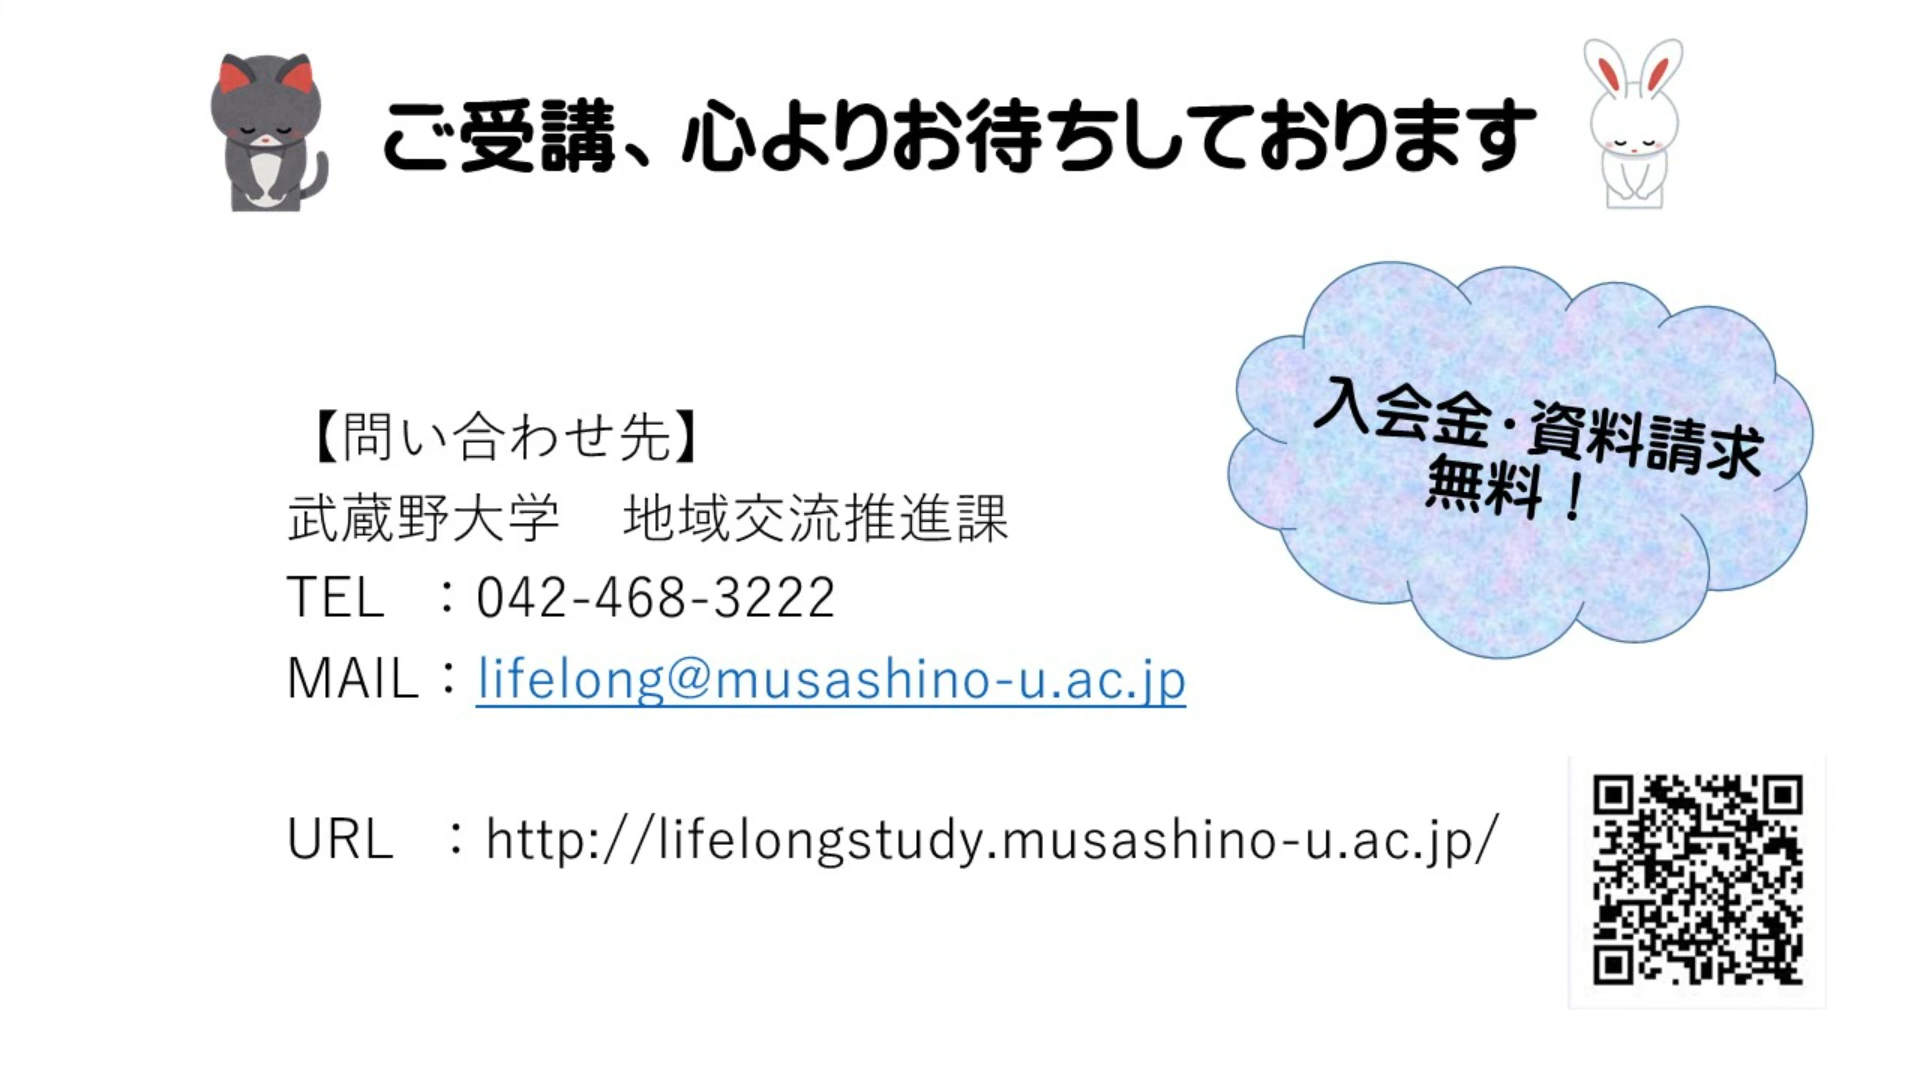 ご受講、心よりお待ちしております
入会金・資料請求
無料！
【問い合わせ先】
武蔵野大学　地域交流推進課
TEL　：042-468-3222
MAIL：lifelong@musashino-u.ac.jp
URL　：http://lifelongstudy.musashino-u.ac.jp/